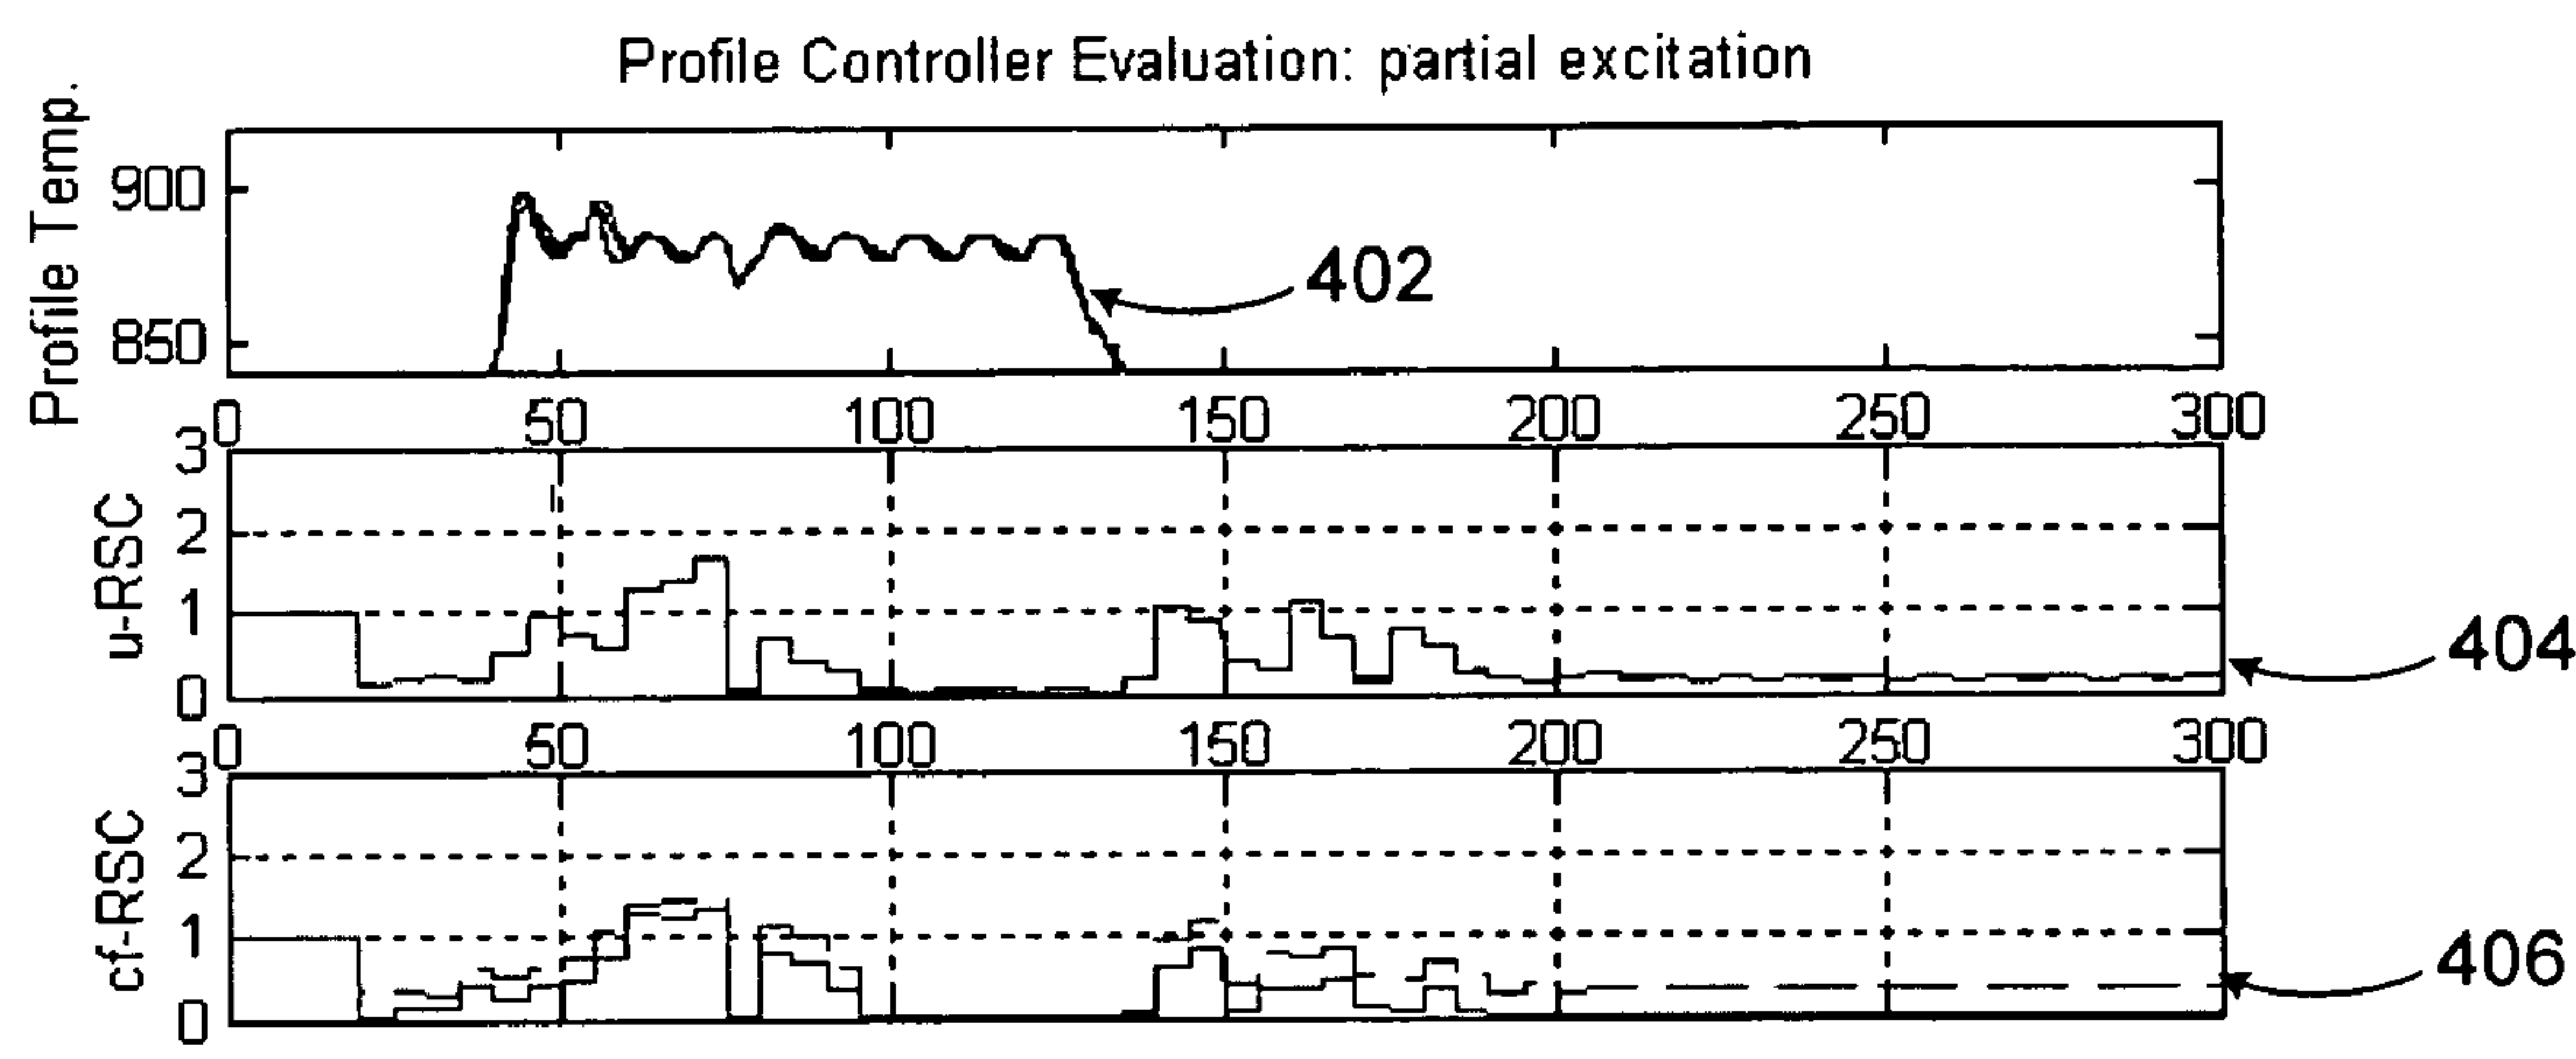 Profile Controller Evaluation: partial excitation
Profile Temp.
900
850
402
0 50 100 150 200 250 300
u-RSC
3
2
1
0
404
0 50 100 150 200 250 300
cf-RSC
3
2
1
0
406